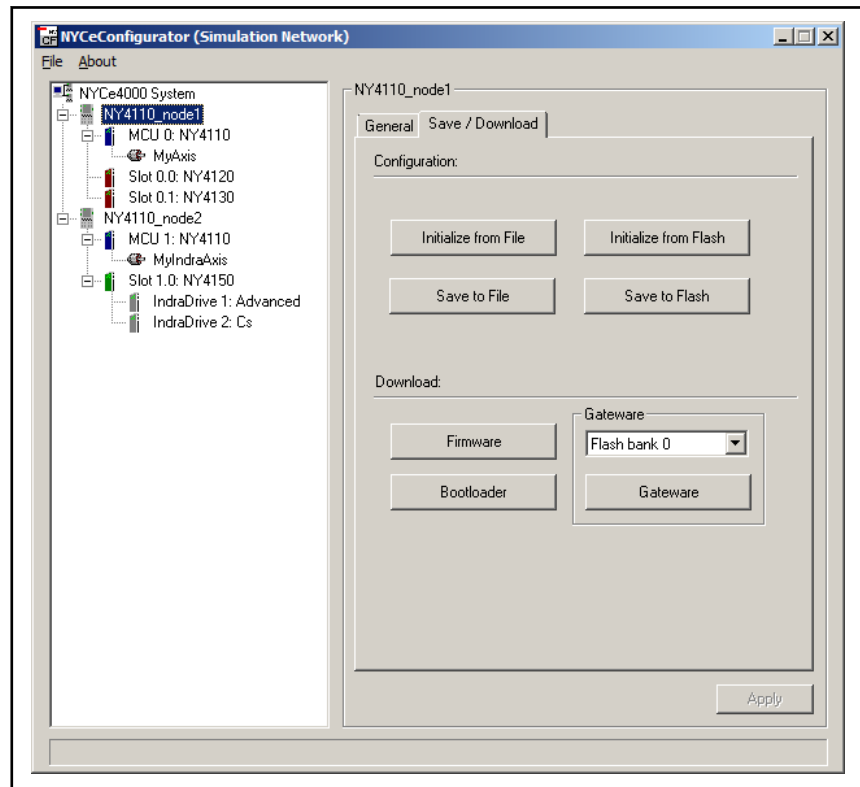 NYCeConfigurator (Simulation Network)
File About
NYCe4000 System
NY4110_node1
MCU 0: NY4110
MyAxis
Slot 0.0: NY4120
Slot 0.1: NY4130
NY4110_node2
MCU 1: NY4110
MyIndraAxis
Slot 1.0: NY4150
IndraDrive 1: Advanced
IndraDrive 2: Cs
NY4110_node1
General Save / Download
Configuration:
Initialize from File Initialize from Flash
Save to File Save to Flash
Download:
Gateware
Firmware Flash bank 0
Bootloader Gateware
Apply